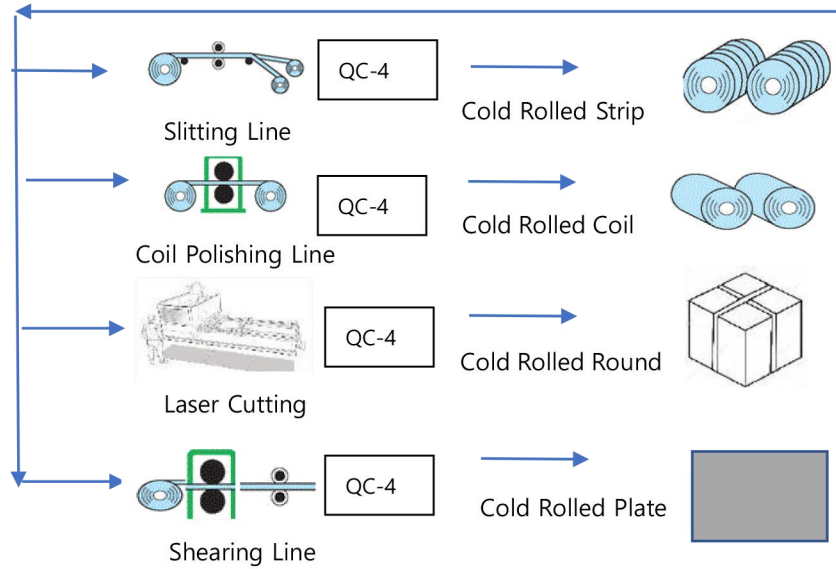 QC-4
Cold Rolled Strip
Slitting Line
QC-4
Cold Rolled Coil
Coil Polishing Line
QC-4
Cold Rolled Round
Laser Cutting
QC-4
Cold Rolled Plate
Shearing Line